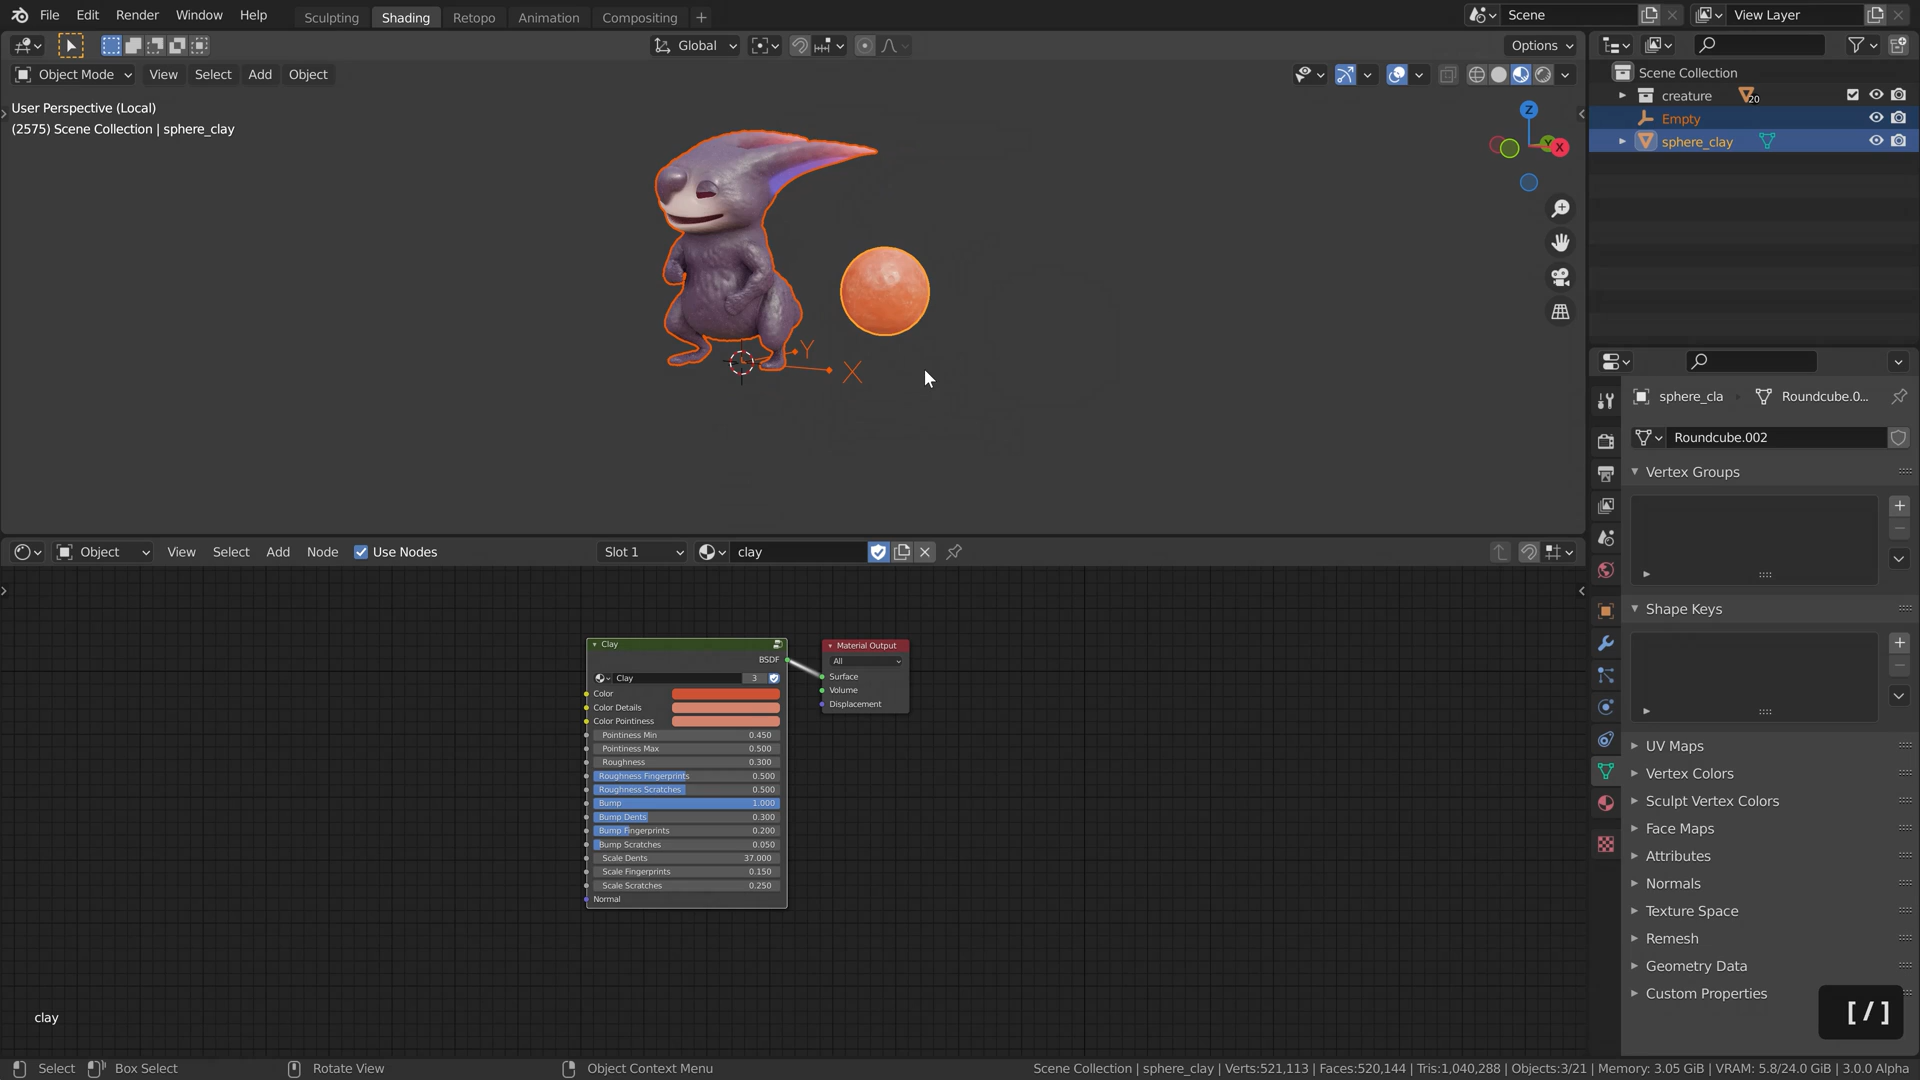 File Edit Render Window Help Sculpting Shading Retopo Animation Compositing + Scene View Layer
Global Options
Object Mode View Select Add Object
User Perspective (Local)
(2575) Scene Collection | sphere_clay
Z
Y
X
Y
X
Scene Collection
creature 20
Empty
sphere_clay
sphere_cla Roundcube.0...
Roundcube.002
Vertex Groups
Shape Keys
UV Maps
Vertex Colors
Sculpt Vertex Colors
Face Maps
Attributes
Normals
Texture Space
Remesh
Geometry Data
Custom Properties
Object View Select Add Node Use Nodes Slot 1 clay
Clay
BSDF
Clay 3
Color
Color Details
Color Pointiness
Pointiness Min 0.450
Pointiness Max 0.500
Roughness 0.300
Roughness Fingerprints 0.500
Roughness Scratches 0.500
Bump 1.000
Bump Dents 0.300
Bump Fingerprints 0.200
Bump Scratches 0.050
Scale Dents 37.000
Scale Fingerprints 0.150
Scale Scratches 0.250
Normal
Material Output
All
Surface
Volume
Displacement
clay
[/]
Select Box Select Rotate View Object Context Menu Scene Collection | sphere_clay | Verts:521,113 | Faces:520,144 | Tris:1,040,288 | Objects:3/21 | Memory: 3.05 GiB | VRAM: 5.8/24.0 GiB | 3.0.0 Alpha